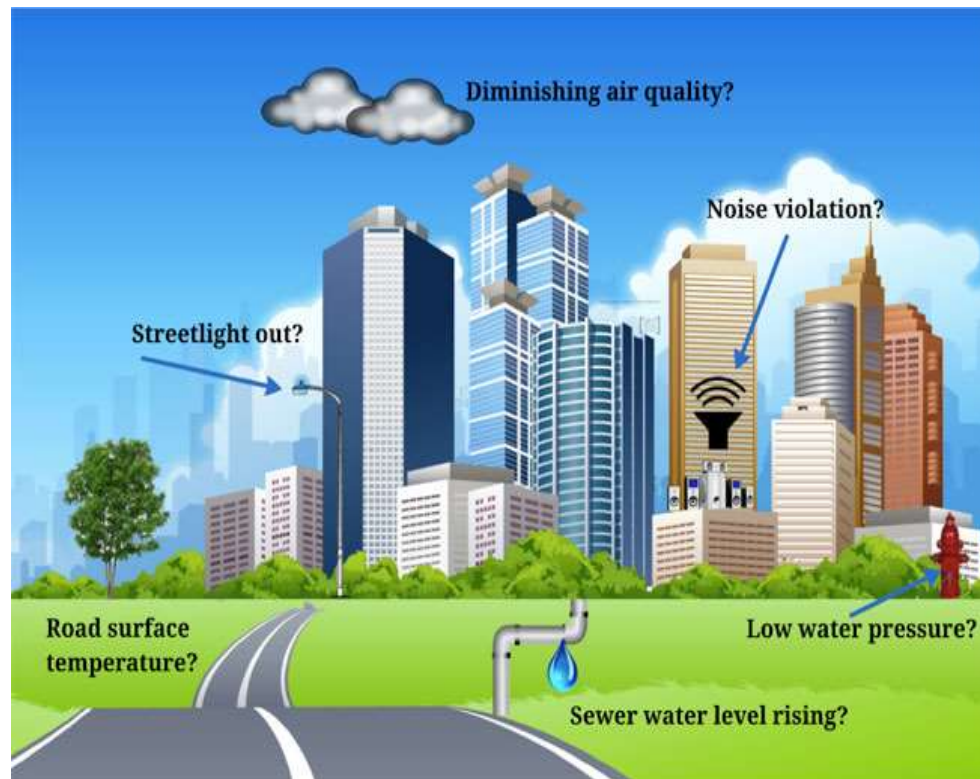 Diminishing air quality?
Noise violation?
Streetlight out?
Road surface
temperature?
Low water pressure?
Sewer water level rising?